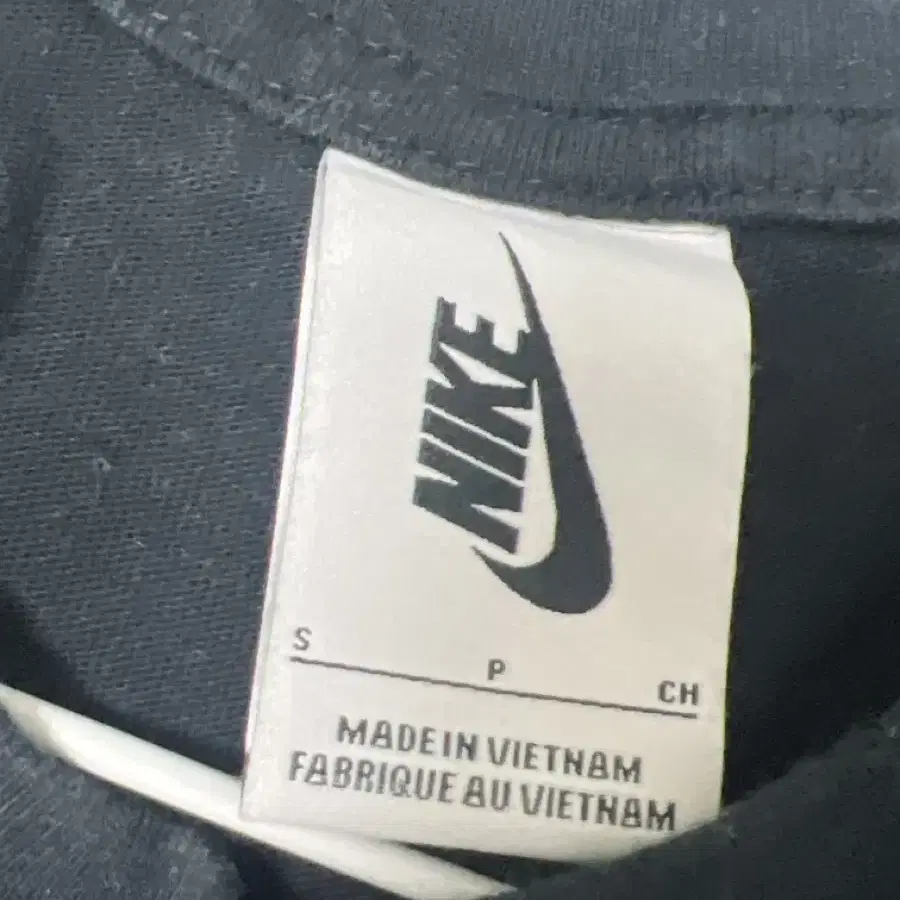 NIKE
S P CH
MADE IN VIETNAM
FABRIQUE AU VIETNAM